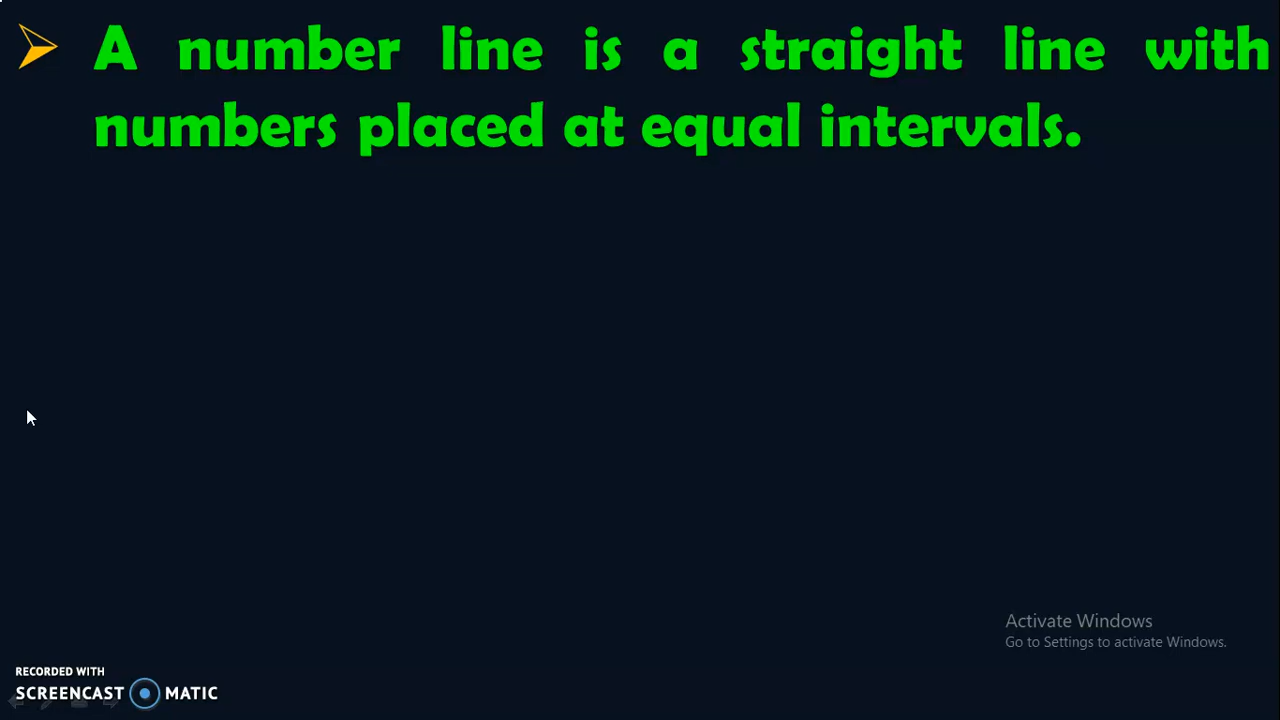 A number line is a straight line with
numbers placed at equal intervals.
Activate Windows
Go to Settings to activate Windows.
RECORDED WITH
SCREENCAST MATIC